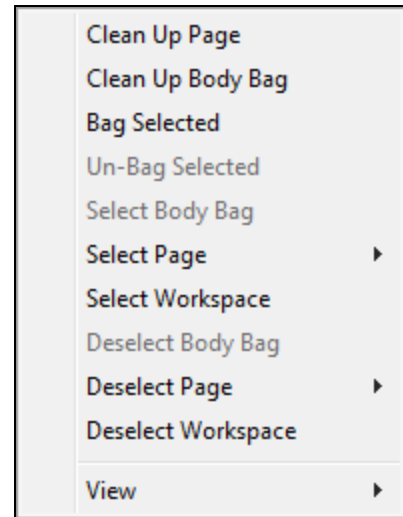 Clean Up Page
Clean Up Body Bag
Bag Selected
Un-Bag Selected
Select Body Bag
Select Page
Select Workspace
Deselect Body Bag
Deselect Page
Deselect Workspace
View